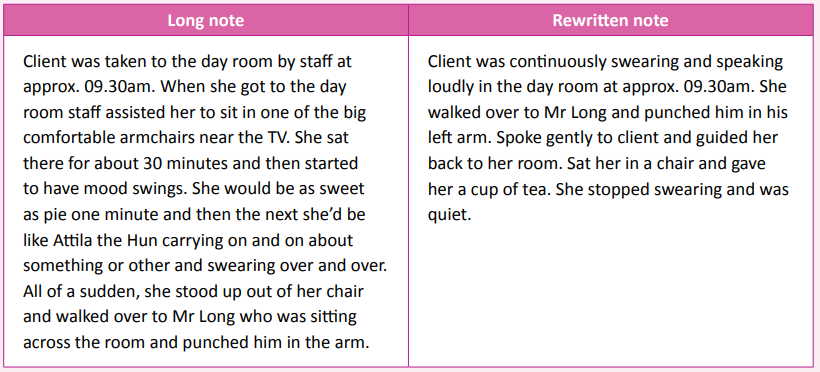 Long note
Rewritten note
Client was taken to the day room by staff at
approx. 09.30am. When she got to the day
room staff assisted her to sit in one of the big
comfortable armchairs near the TV. She sat
there for about 30 minutes and then started
to have mood swings. She would be as sweet
as pie one minute and then the next she’d be
like Attila the Hun carrying on and on about
something or other and swearing over and over.
All of a sudden, she stood up out of her chair
and walked over to Mr Long who was sitting
across the room and punched him in the arm.
Client was continuously swearing and speaking
loudly in the day room at approx. 09.30am. She
walked over to Mr Long and punched him in his
left arm. Spoke gently to client and guided her
back to her room. Sat her in a chair and gave
her a cup of tea. She stopped swearing and was
quiet.